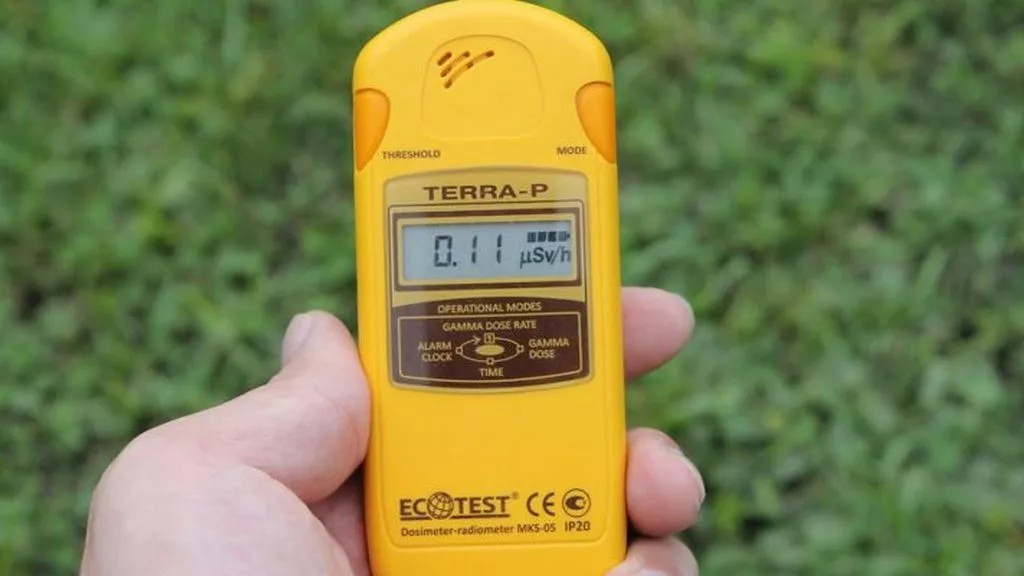 THRESHOLD MODE
TERRA-P
0.11 µSv/h
OPERATIONAL MODES
GAMMA DOSE RATE
ALARM CLOCK
GAMMA DOSE
TIME
ECOTEST®
CE
Dosimeter-radiometer MKS-05 IP20